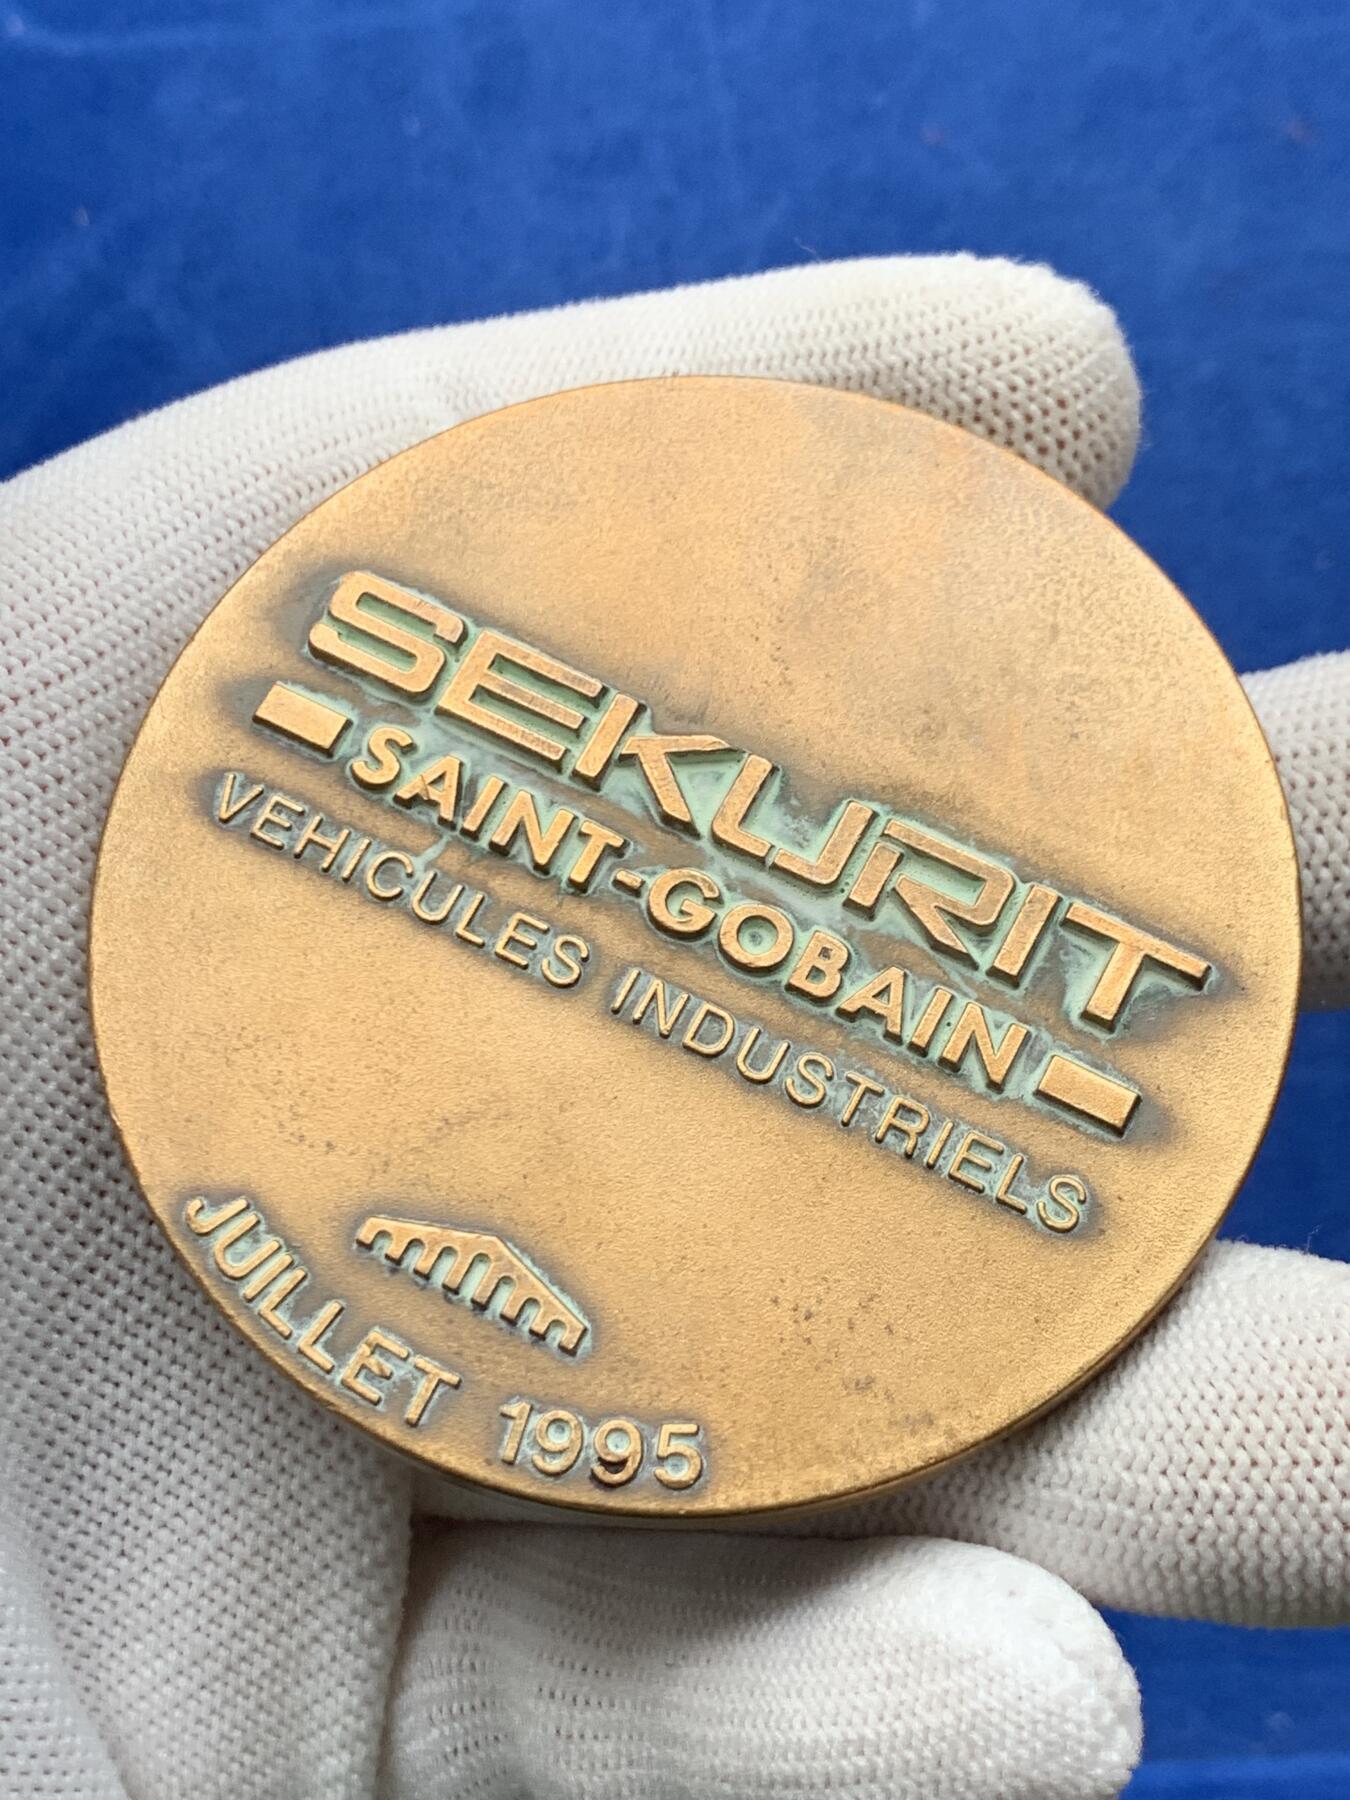 SEKURIT
SAINT-GOBAIN
VEHICULES INDUSTRIELS
JUILLET 1995